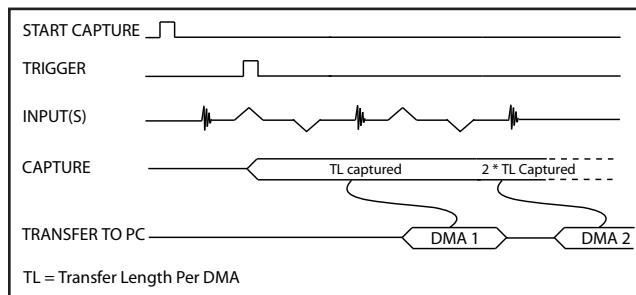 START CAPTURE
TRIGGER
INPUT(S)
CAPTURE
TL captured
2 * TL Captured
TRANSFER TO PC
DMA 1
DMA 2
TL = Transfer Length Per DMA